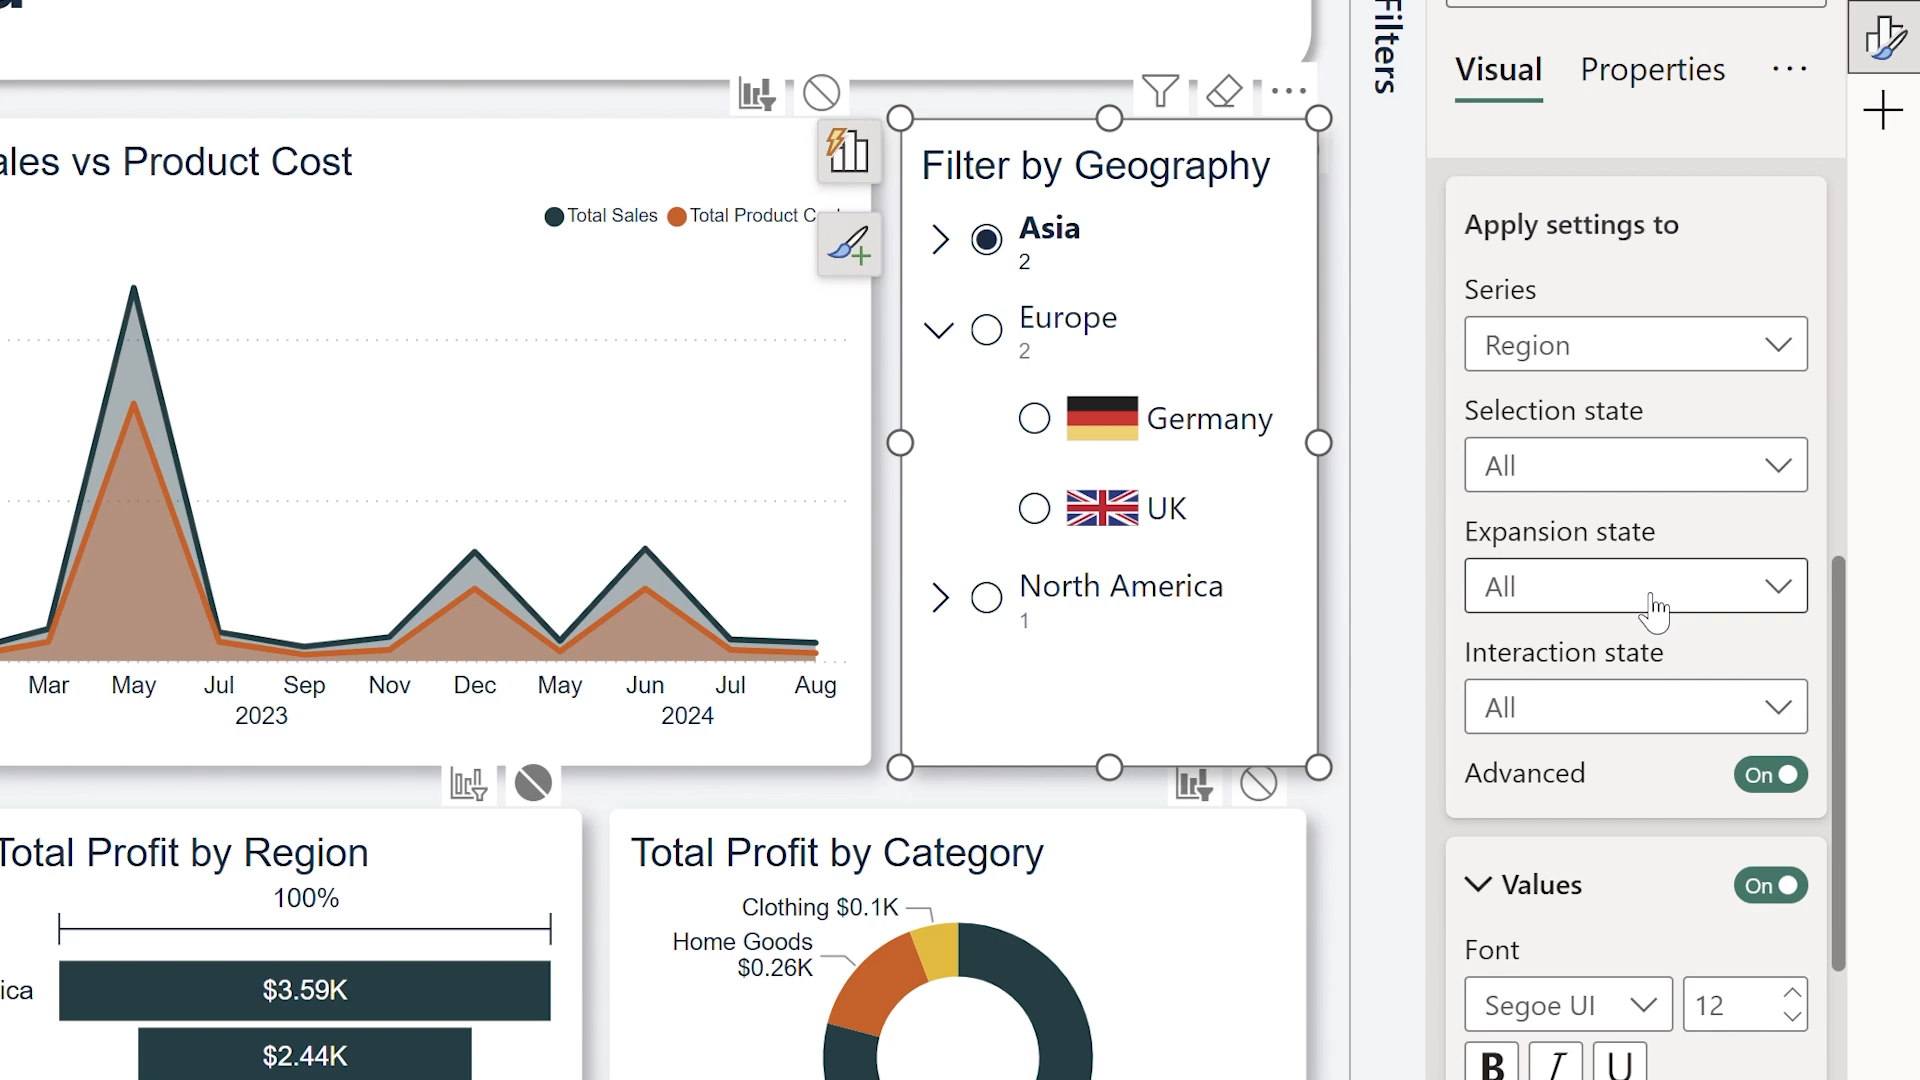 ales vs Product Cost
Total Sales
Total Product C
Mar
May
Jul
Sep
Nov
Dec
May
Jun
Jul
Aug
2023
2024
Filter by Geography
Asia
2
Europe
2
Germany
UK
North America
1
Total Profit by Region
100%
ica
$3.59K
$2.44K
Total Profit by Category
Clothing $0.1K
Home Goods
$0.26K
Filters
Visual
Properties
Apply settings to
Series
Region
Selection state
All
Expansion state
All
Interaction state
All
Advanced
On
Values
On
Font
Segoe UI
12
B
I
U